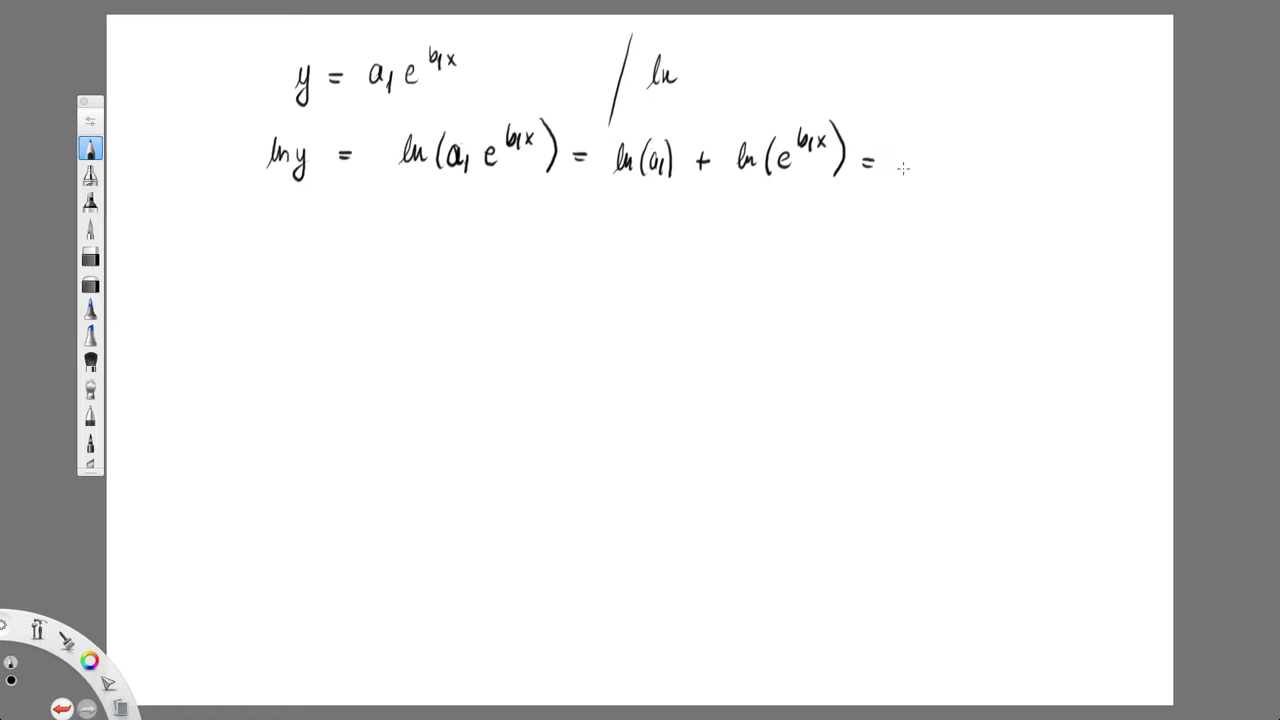 y = a₁ e^{b₁x} / ln
ln y = ln(a₁ e^{b₁x}) = ln(a₁) + ln(e^{b₁x}) =